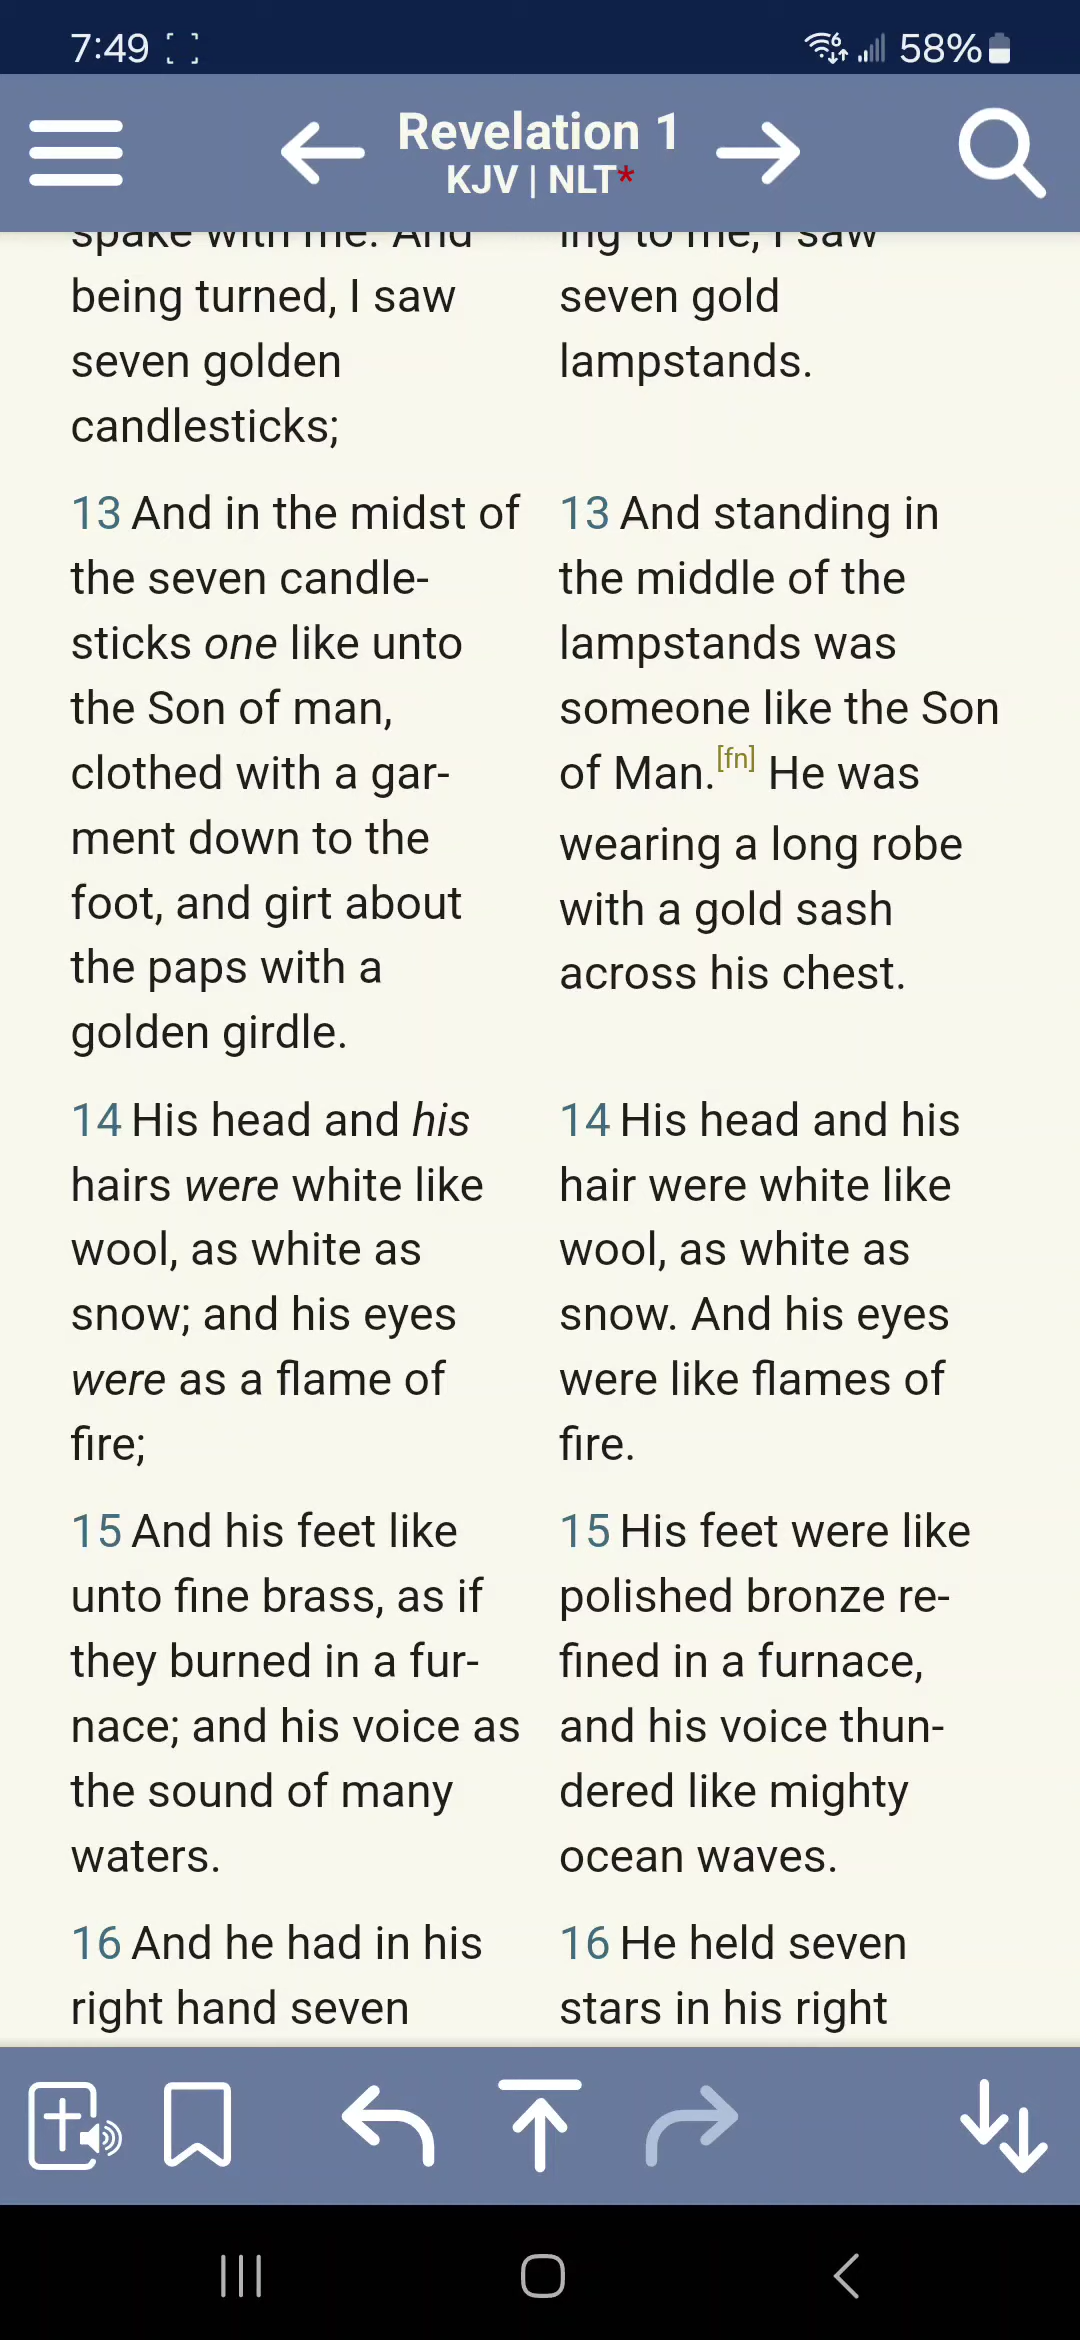 7:49 58%
Revelation 1
KJV | NLT*
spake with me. And
being turned, I saw
seven golden
candlesticks;
13 And in the midst of
the seven candle-
sticks one like unto
the Son of man,
clothed with a gar-
ment down to the
foot, and girt about
the paps with a
golden girdle.
14 His head and his
hairs were white like
wool, as white as
snow; and his eyes
were as a flame of
fire;
15 And his feet like
unto fine brass, as if
they burned in a fur-
nace; and his voice as
the sound of many
waters.
16 And he had in his
right hand seven
ing to me, I saw
seven gold
lampstands.
13 And standing in
the middle of the
lampstands was
someone like the Son
of Man.[fn] He was
wearing a long robe
with a gold sash
across his chest.
14 His head and his
hair were white like
wool, as white as
snow. And his eyes
were like flames of
fire.
15 His feet were like
polished bronze re-
fined in a furnace,
and his voice thun-
dered like mighty
ocean waves.
16 He held seven
stars in his right